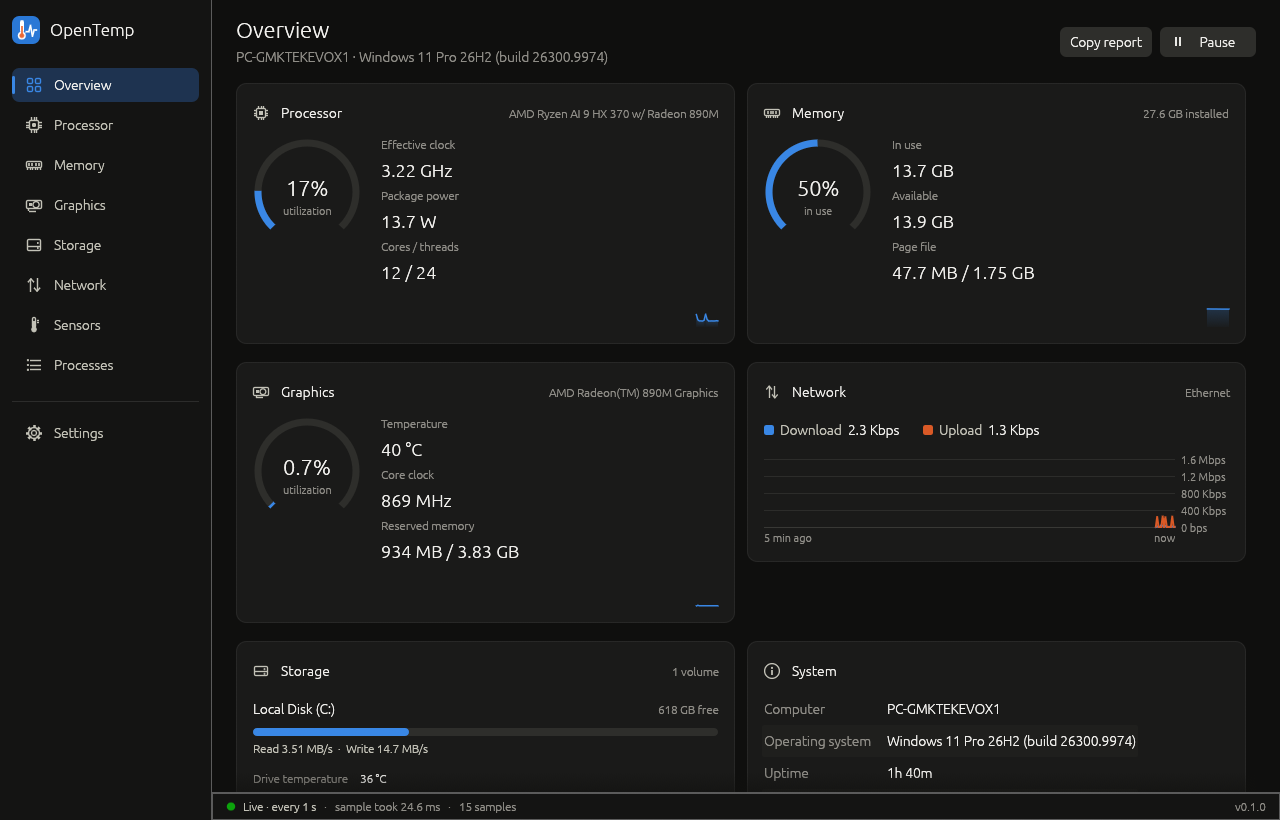 OpenTemp
Overview
Processor
Memory
Graphics
Storage
Network
Sensors
Processes
Settings
Overview
PC-GMKTEKEVOX1 · Windows 11 Pro 26H2 (build 26300.9974)
Copy report
Pause
Processor
AMD Ryzen AI 9 HX 370 w/ Radeon 890M
17%
utilization
Effective clock
3.22 GHz
Package power
13.7 W
Cores / threads
12 / 24
Memory
27.6 GB installed
50%
in use
In use
13.7 GB
Available
13.9 GB
Page file
47.7 MB / 1.75 GB
Graphics
AMD Radeon(TM) 890M Graphics
0.7%
utilization
Temperature
40 °C
Core clock
869 MHz
Reserved memory
934 MB / 3.83 GB
Network
Ethernet
Download 2.3 Kbps
Upload 1.3 Kbps
1.6 Mbps
1.2 Mbps
800 Kbps
400 Kbps
0 bps
5 min ago
now
Storage
1 volume
Local Disk (C:)
618 GB free
Read 3.51 MB/s · Write 14.7 MB/s
Drive temperature 36 °C
System
Computer PC-GMKTEKEVOX1
Operating system Windows 11 Pro 26H2 (build 26300.9974)
Uptime 1h 40m
Live · every 1 s · sample took 24.6 ms · 15 samples
v0.1.0